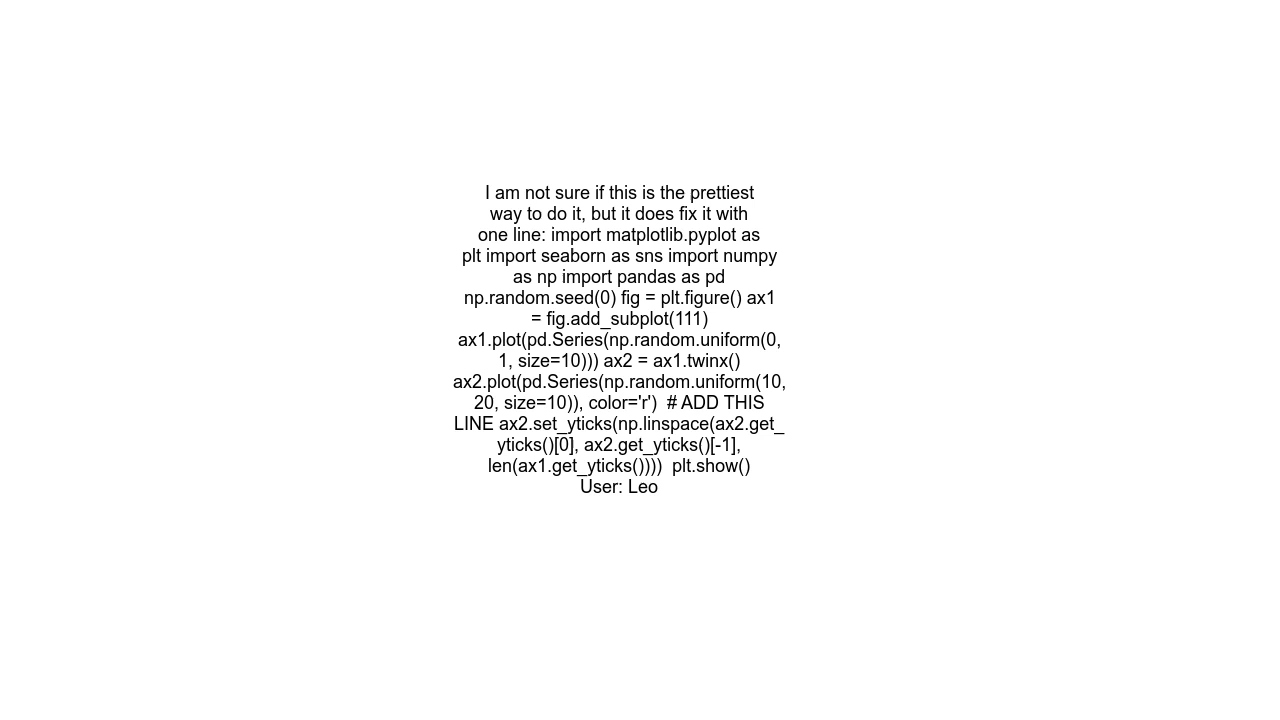 I am not sure if this is the prettiest
way to do it, but it does fix it with
one line: import matplotlib.pyplot as
plt import seaborn as sns import numpy
as np import pandas as pd
np.random.seed(0) fig = plt.figure() ax1
= fig.add_subplot(111)
ax1.plot(pd.Series(np.random.uniform(0,
1, size=10))) ax2 = ax1.twinx()
ax2.plot(pd.Series(np.random.uniform(10,
20, size=10)), color='r')  # ADD THIS
LINE ax2.set_yticks(np.linspace(ax2.get_
yticks()[0], ax2.get_yticks()[-1],
len(ax1.get_yticks())))  plt.show()
User: Leo